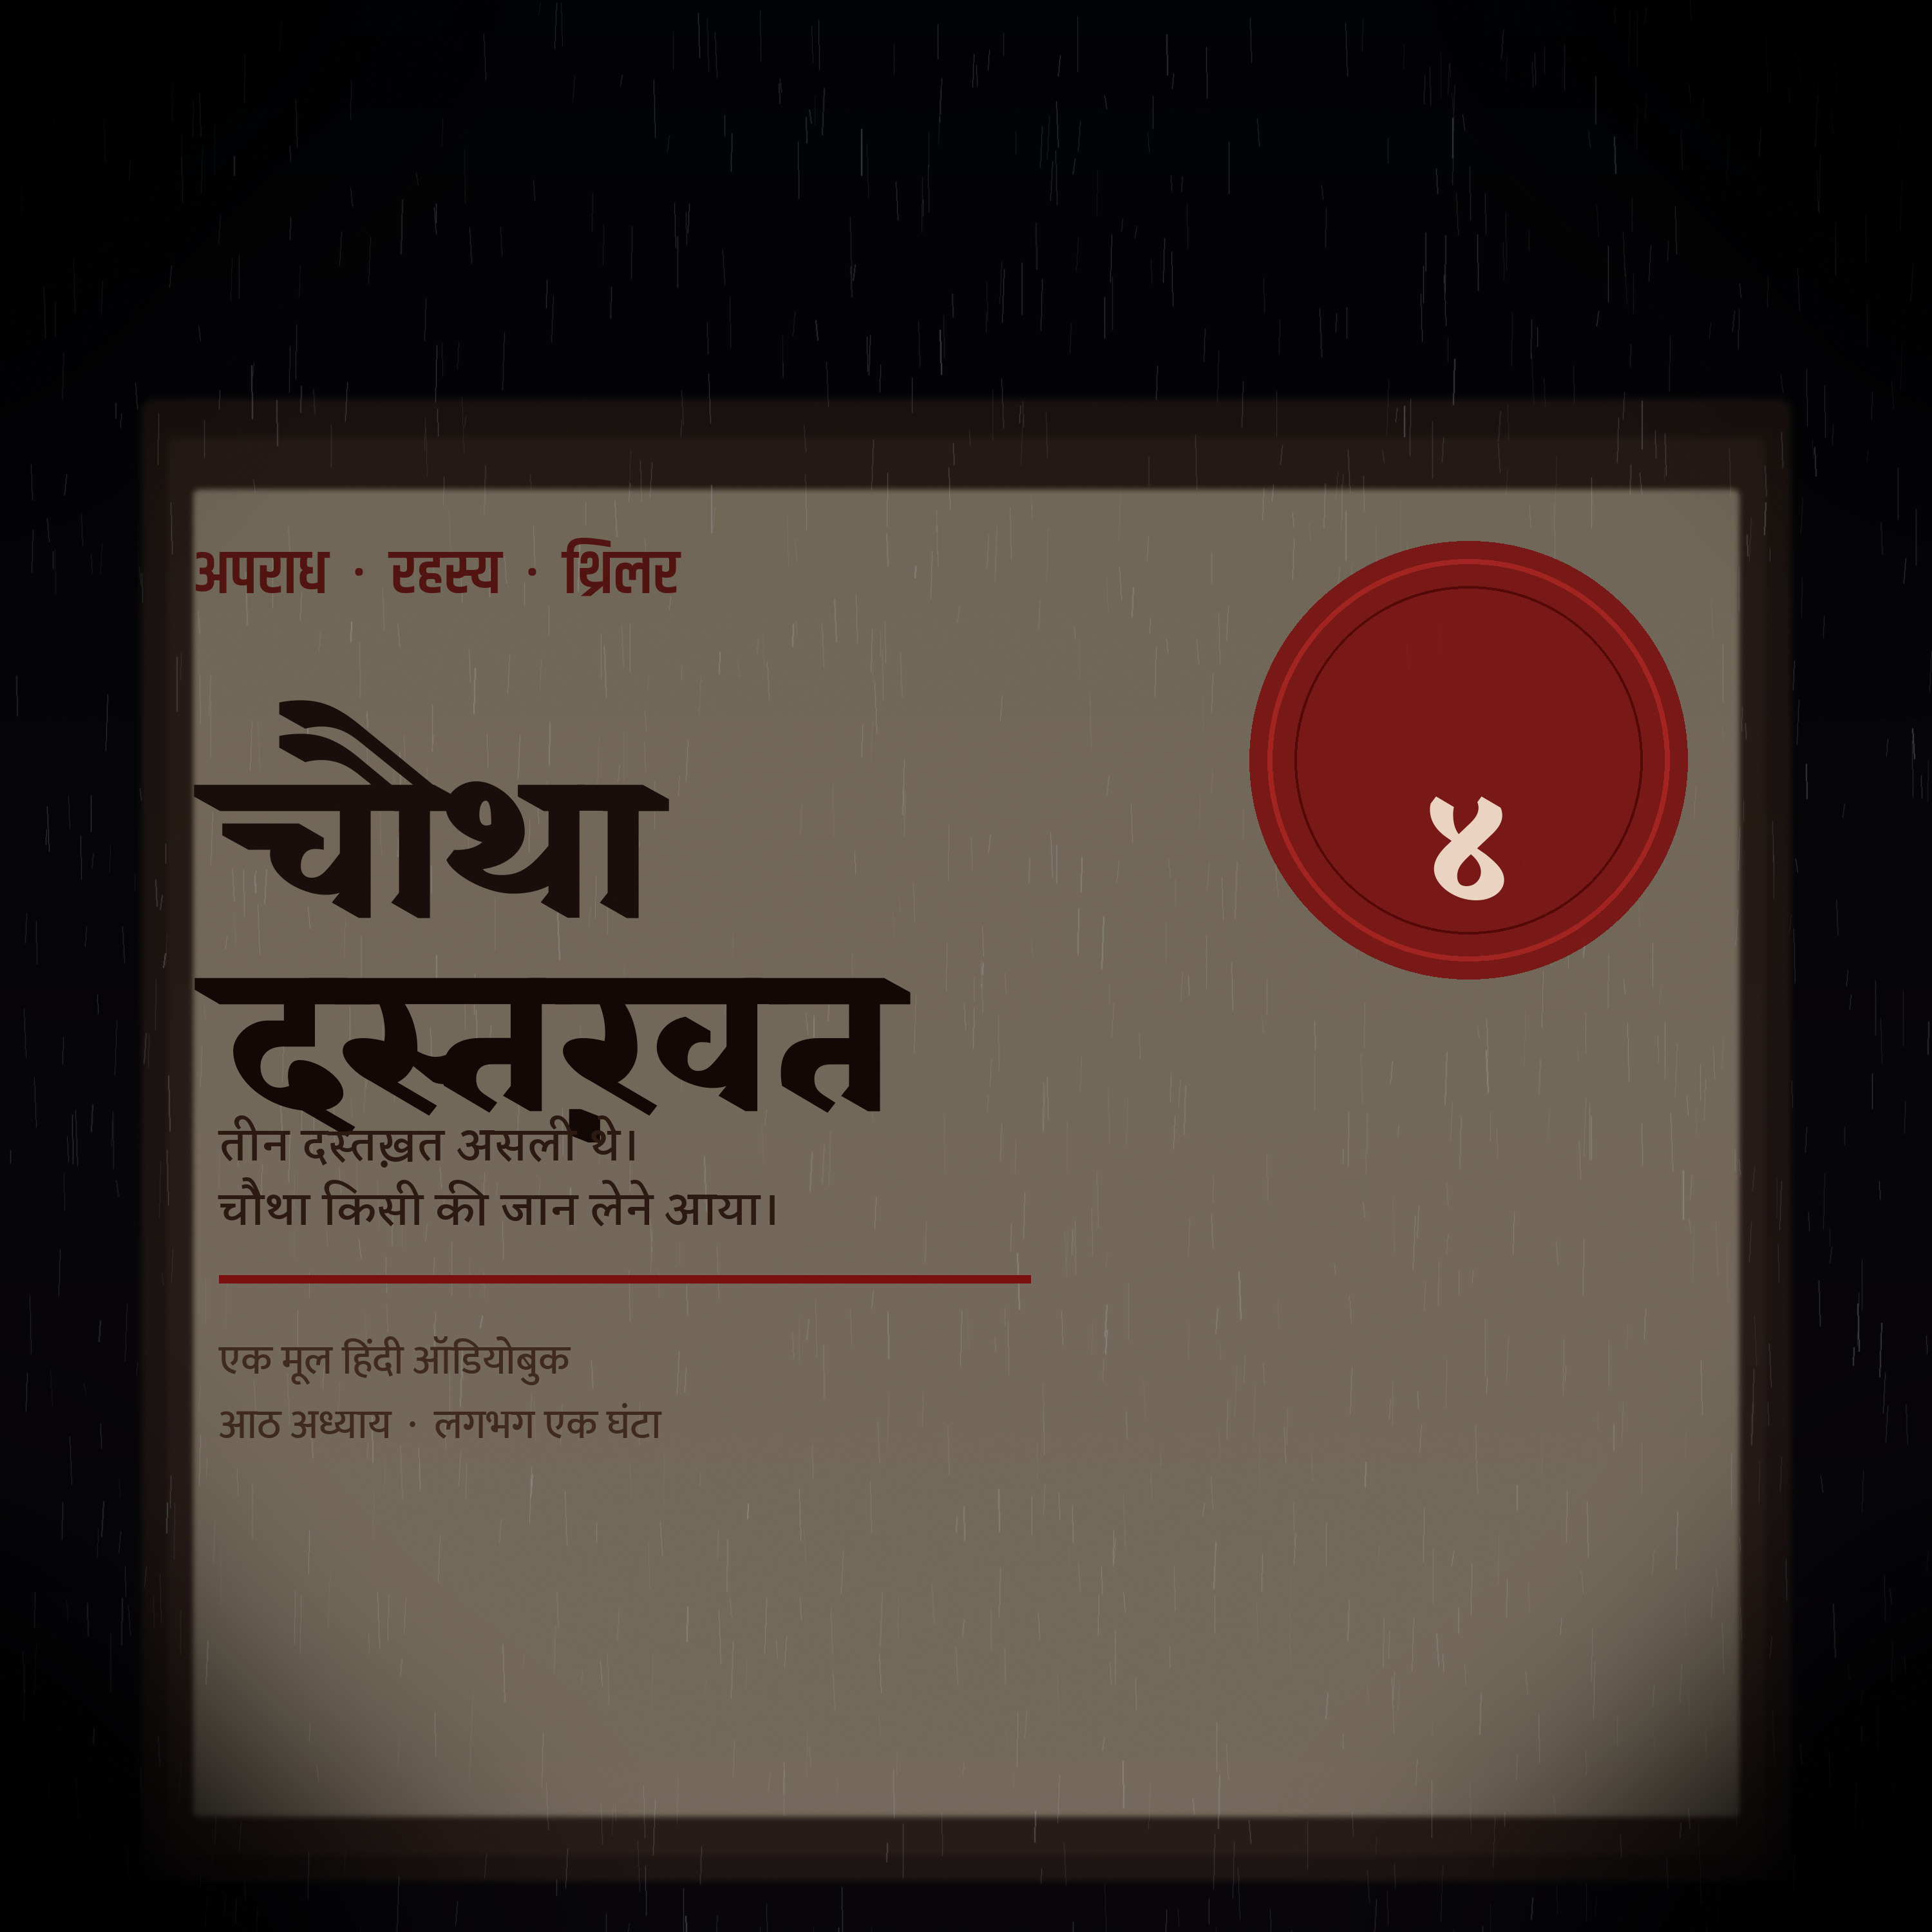 अपराध · रहस्य · थ्रिलर
चौथा
४
दस्तख़त
तीन दस्तख़त असली थे।
चौथा किसी की जान लेने आया।
एक मूल हिंदी ऑडियोबुक
आठ अध्याय · लगभग एक घंटा